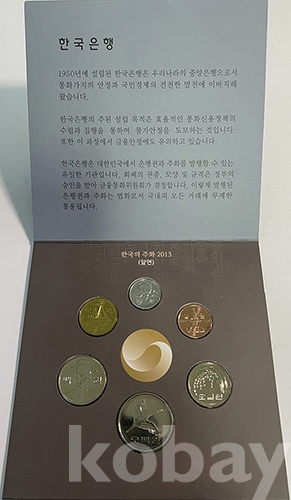 한국은행
1950년에 설립된 한국은행은 우리나라의 중앙은행으로서
통화가치의 안정과 국민경제의 건전한 발전에 이바지해
왔습니다.
한국은행의 주된 설립 목적은 효율적인 통화신용정책의
수립과 집행을 통하여 물가안정을 도모하는 것입니다.
또한 이 과정에서 금융안정에도 유의하고 있습니다.
한국은행은 대한민국에서 은행권과 주화를 발행할 수 있는
유일한 기관입니다. 화폐의 권종, 모양 및 규격은 정부의
승인을 받아 금융통화위원회가 결정합니다. 이렇게 발행된
은행권과 주화는 법화로서 국내의 모든 거래에 무제한
통용됩니다.
한국의 주화 2013
(앞면)
백원
오십원
오백원
kobay